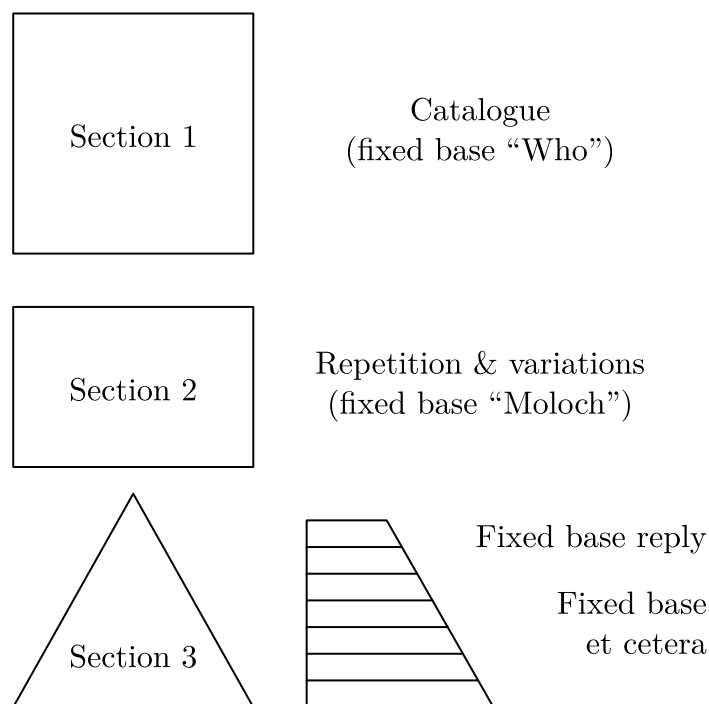 Section 1
Catalogue
(fixed base “Who”)
Section 2
Repetition & variations
(fixed base “Moloch”)
Section 3
Fixed base reply
Fixed base
et cetera